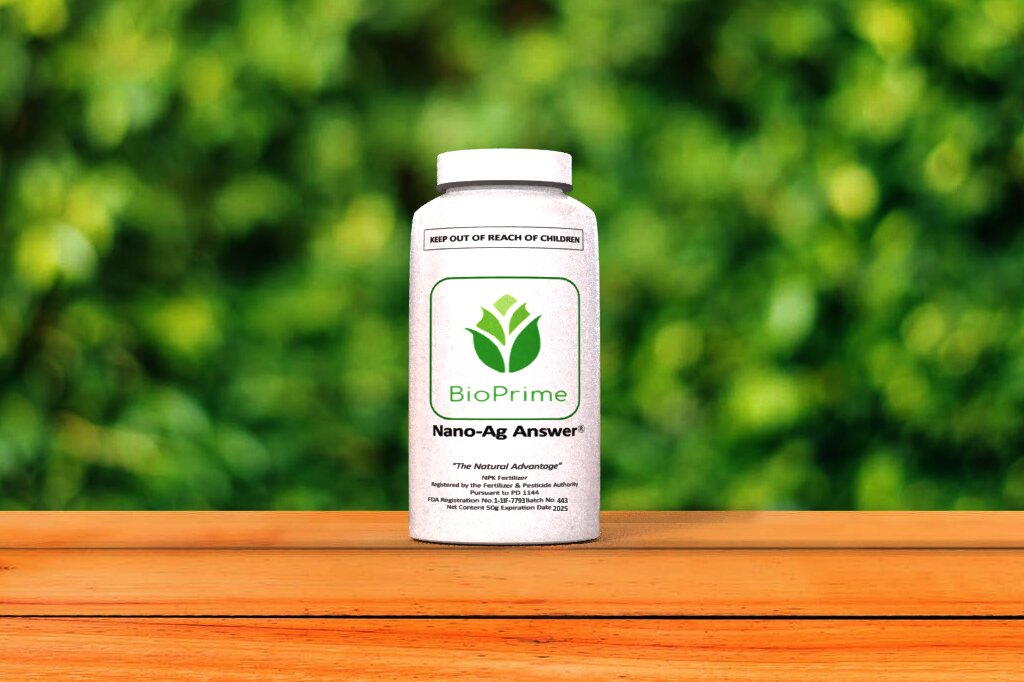 KEEP OUT OF REACH OF CHILDREN
BioPrime
Nano-Ag Answer®
"The Natural Advantage"
NPK Fertilizer
Registered by the Fertilizer & Pesticide Authority
Pursuant to PD 1144
FDA Registration No.1-1IF-7793Batch No. 443
Net Content 50g Expiration Date 2025